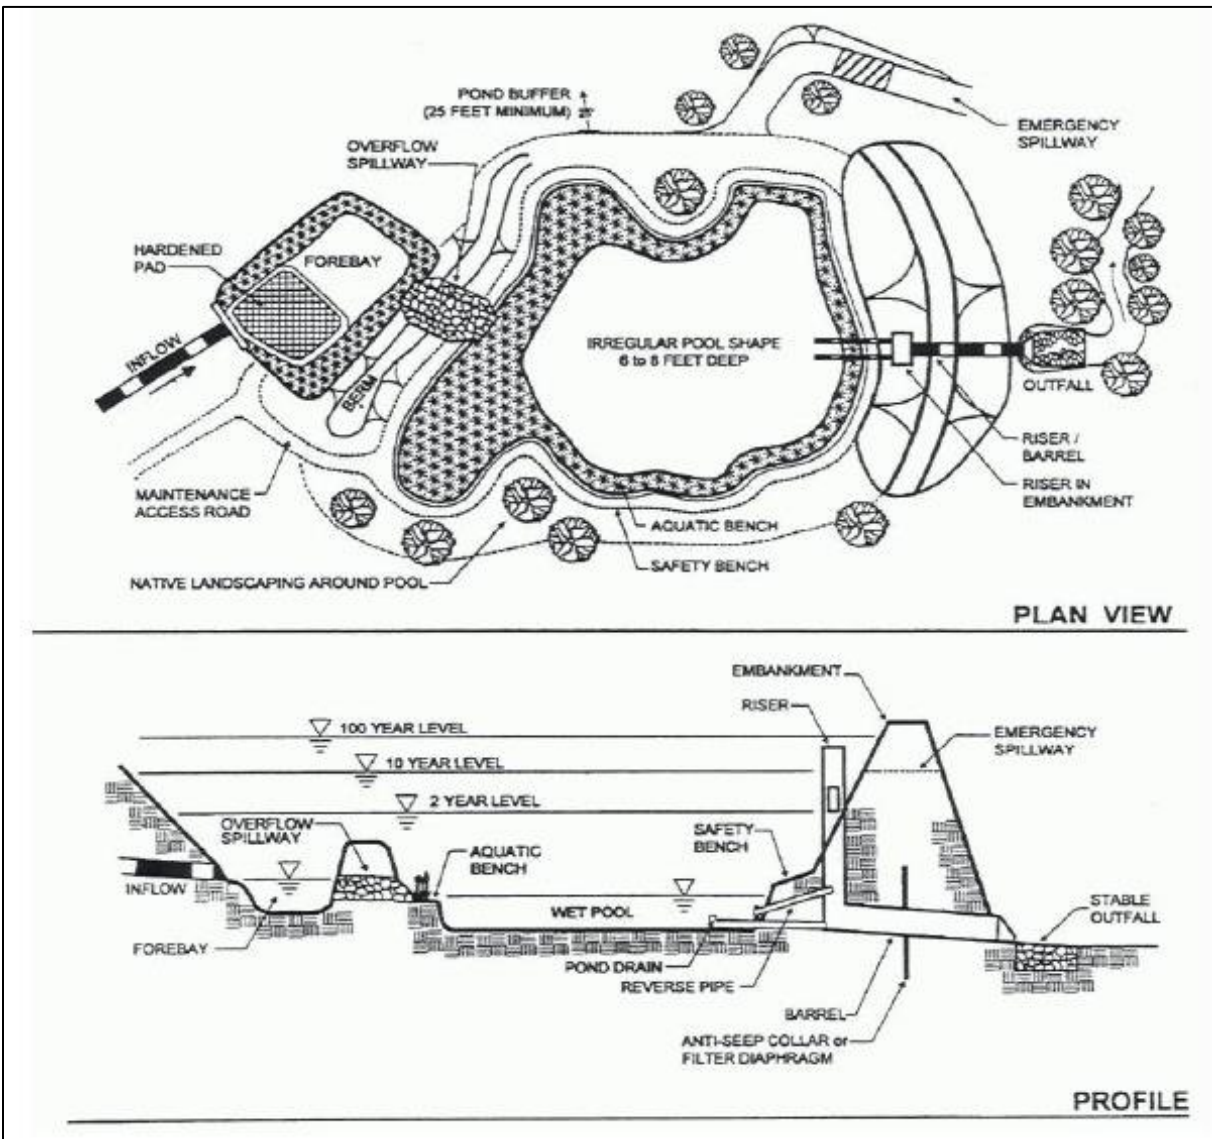 POND BUFFER
(25 FEET MINIMUM)
25'
OVERFLOW
SPILLWAY
EMERGENCY
SPILLWAY
HARDENED
PAD
FOREBAY
INFLOW
BERM
IRREGULAR POOL SHAPE
6 to 8 FEET DEEP
OUTFALL
RISER /
BARREL
RISER IN
EMBANKMENT
MAINTENANCE
ACCESS ROAD
AQUATIC BENCH
SAFETY BENCH
NATIVE LANDSCAPING AROUND POOL
PLAN VIEW
EMBANKMENT
RISER
100 YEAR LEVEL
EMERGENCY
SPILLWAY
10 YEAR LEVEL
2 YEAR LEVEL
OVERFLOW
SPILLWAY
SAFETY
BENCH
AQUATIC
BENCH
INFLOW
WET POOL
STABLE
OUTFALL
FOREBAY
POND DRAIN
REVERSE PIPE
BARREL
ANTI-SEEP COLLAR or
FILTER DIAPHRAGM
PROFILE